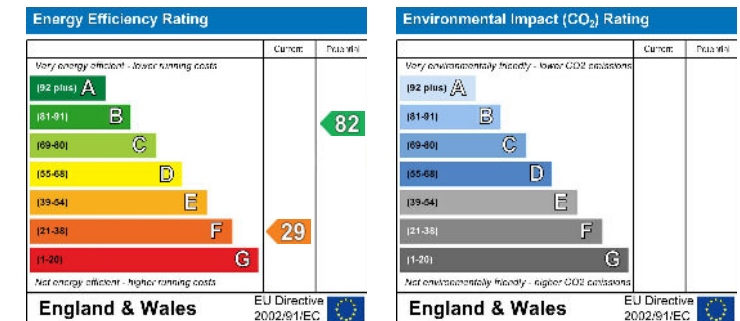 Energy Efficiency Rating
Current Potential
Very energy efficient - lower running costs
(92 plus) A
(81-91) B
82
(69-80) C
(55-68) D
(39-54) E
(21-38) F
29
(1-20) G
Not energy efficient - higher running costs
England & Wales
EU Directive
2002/91/EC
Environmental Impact (CO₂) Rating
Current Potential
Very environmentally friendly - lower CO2 emissions
(92 plus) A
(81-91) B
(69-80) C
(55-68) D
(39-54) E
(21-38) F
(1-20) G
Not environmentally friendly - higher CO2 emissions
England & Wales
EU Directive
2002/91/EC